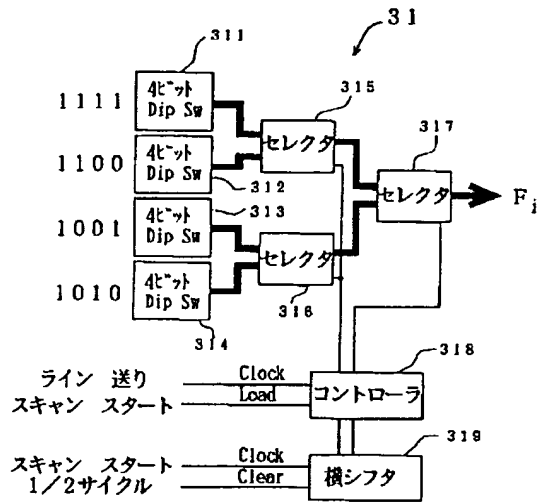 31
311
1111
4ビット
Dip Sw
315
セレクタ
1100
4ビット
Dip Sw
312
317
セレクタ
Fi
1001
4ビット
Dip Sw
313
セレクタ
316
1010
4ビット
Dip Sw
314
318
ライン 送り
Clock
コントローラ
スキャン スタート
Load
319
スキャン スタート
Clock
横シフタ
1/2サイクル
Clear